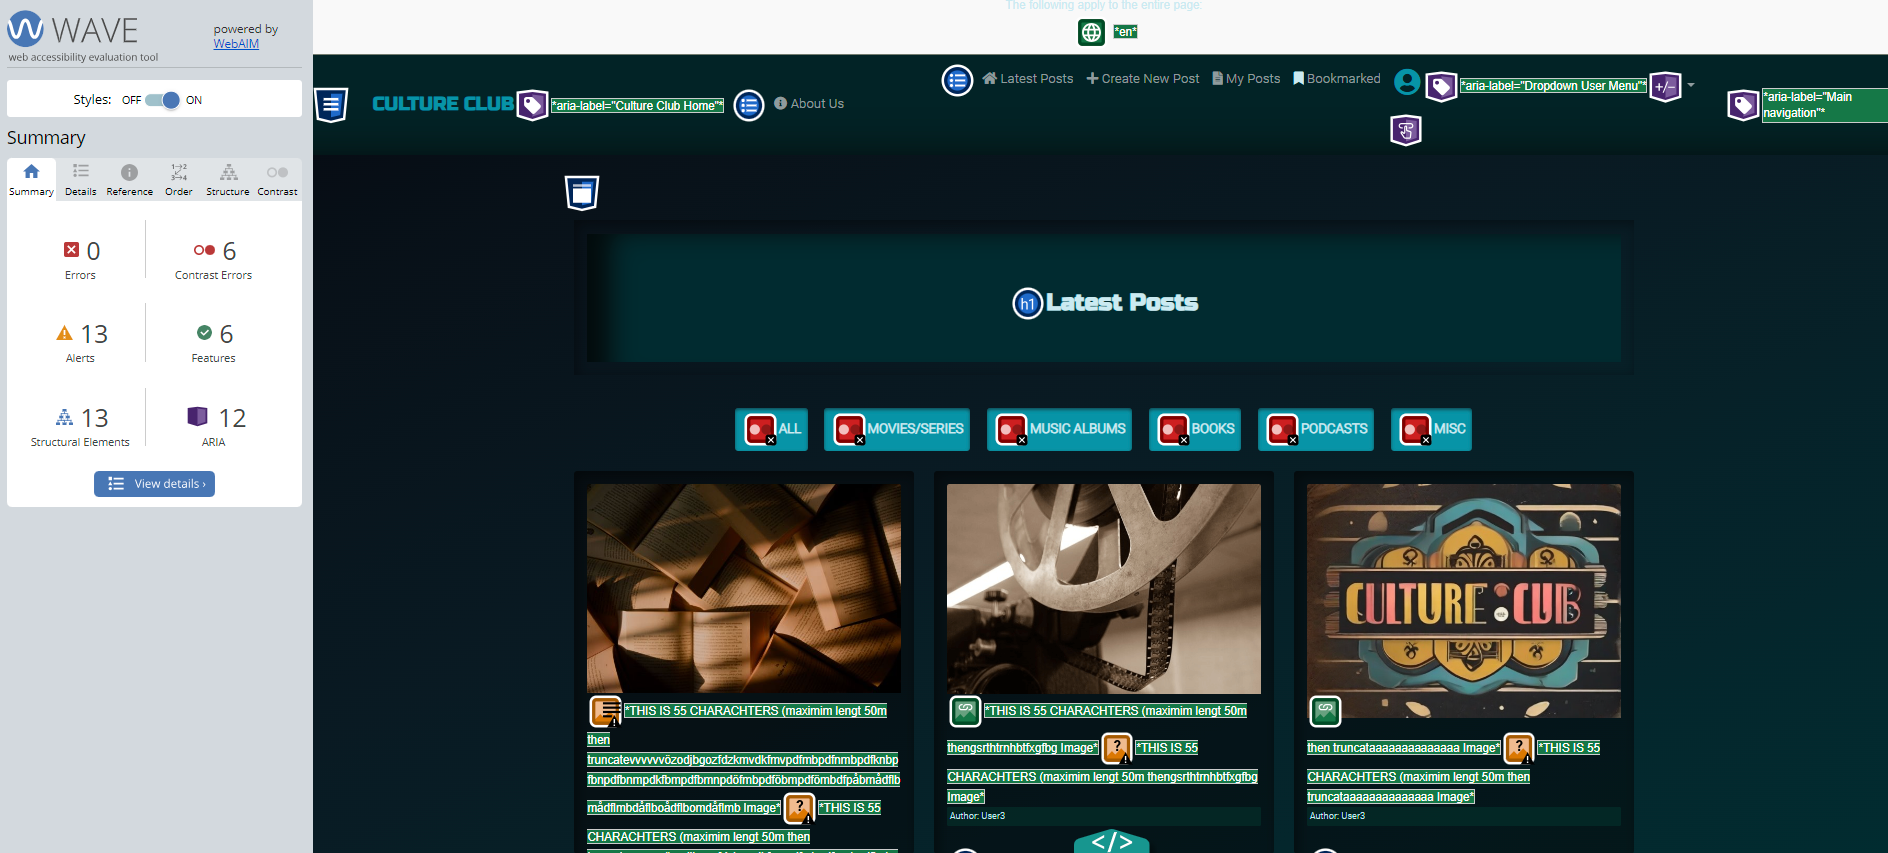 WAVE
web accessibility evaluation tool
powered by
WebAIM
Styles: OFF ON
Summary
Summary Details Reference Order Structure Contrast
0
Errors
6
Contrast Errors
13
Alerts
6
Features
13
Structural Elements
12
ARIA
View details ›
The following apply to the entire page:
*en*
CULTURE CLUB *aria-label="Culture Club Home"* About Us
Latest Posts Create New Post My Posts Bookmarked *aria-label="Dropdown User Menu"* +/−
*aria-label="Main
navigation"*
h1 Latest Posts
ALL MOVIES/SERIES MUSIC ALBUMS BOOKS PODCASTS MISC
*THIS IS 55 CHARACHTERS (maximim lengt 50m
then
mådflmbdåflboådflbomdåflmb Image* *THIS IS 55
CHARACHTERS (maximim lengt 50m then
*THIS IS 55 CHARACHTERS (maximim lengt 50m
thengsrthtrnhbtfxgfbg Image* *THIS IS 55
CHARACHTERS (maximim lengt 50m thengsrthtrnhbtfxgfbg
Image*
Author: User3
</>
CULTURE CUB
then truncataaaaaaaaaaaaaaa Image* *THIS IS 55
CHARACHTERS (maximim lengt 50m then
truncataaaaaaaaaaaaaaa Image*
Author: User3